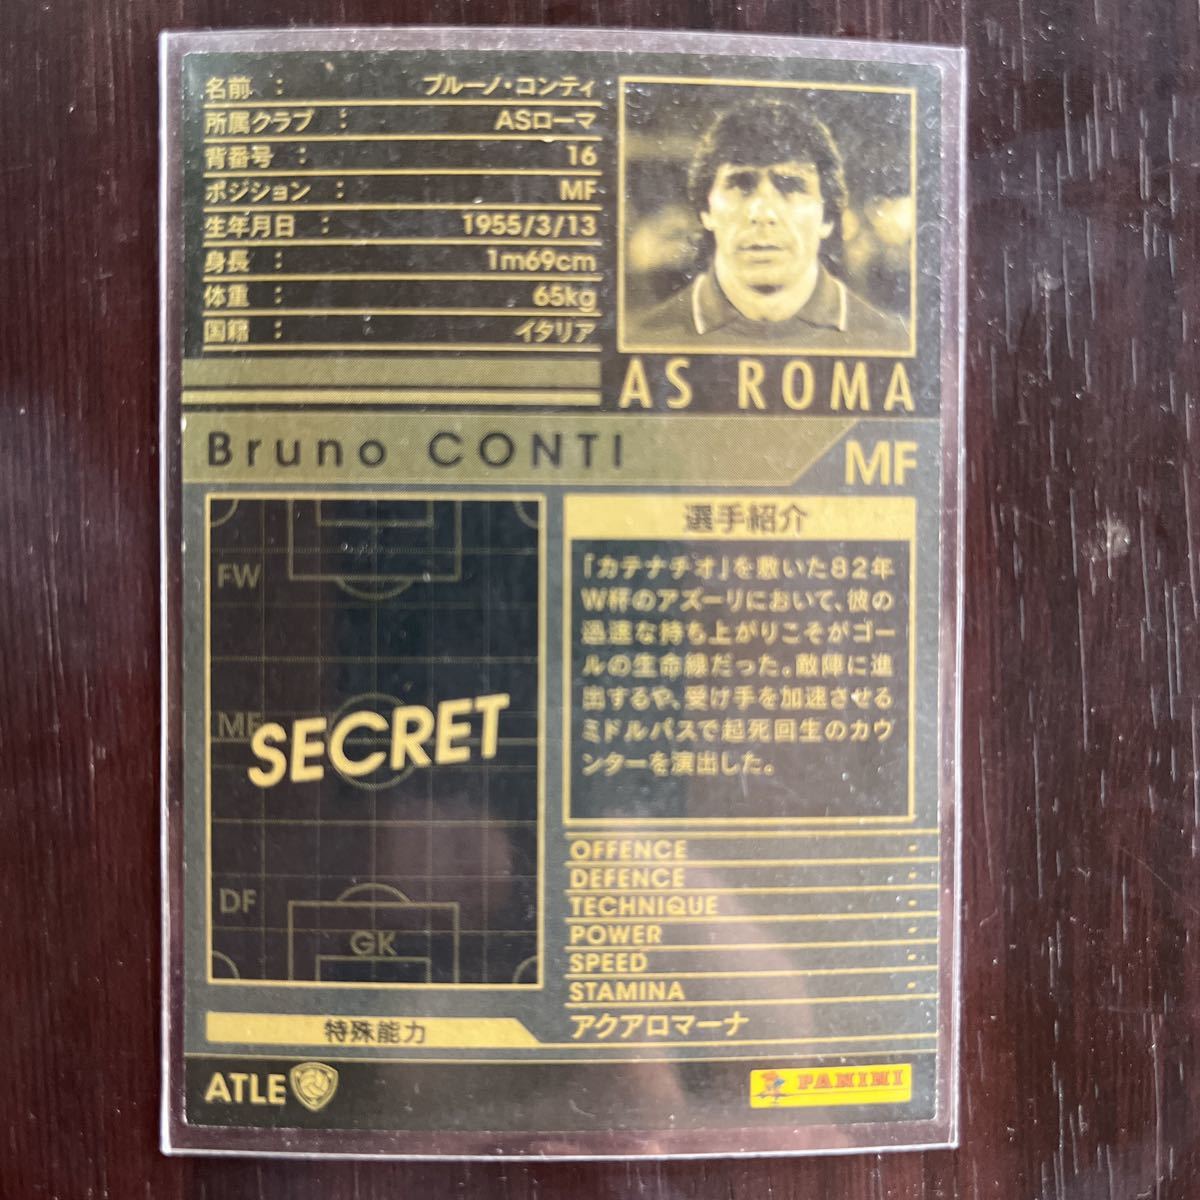 名前 : ブルーノ・コンティ
所属クラブ : ASローマ
背番号 : 16
ポジション : MF
生年月日 : 1955/3/13
身長 : 1m69cm
体重 : 65kg
国籍 : イタリア
AS ROMA
Bruno CONTI
MF
FW
MF
SECRET
DF
GK
選手紹介
「カテナチオ」を敷いた82年
W杯のアズーリにおいて、彼の
迅速な持ち上がりこそがゴー
ルの生命線だった。敵陣に進
出するや、受け手を加速させる
ミドルパスで起死回生のカウ
ンターを演出した。
OFFENCE -
DEFENCE -
TECHNIQUE -
POWER -
SPEED -
STAMINA -
特殊能力
アクアロマーナ
ATLE
PANINI